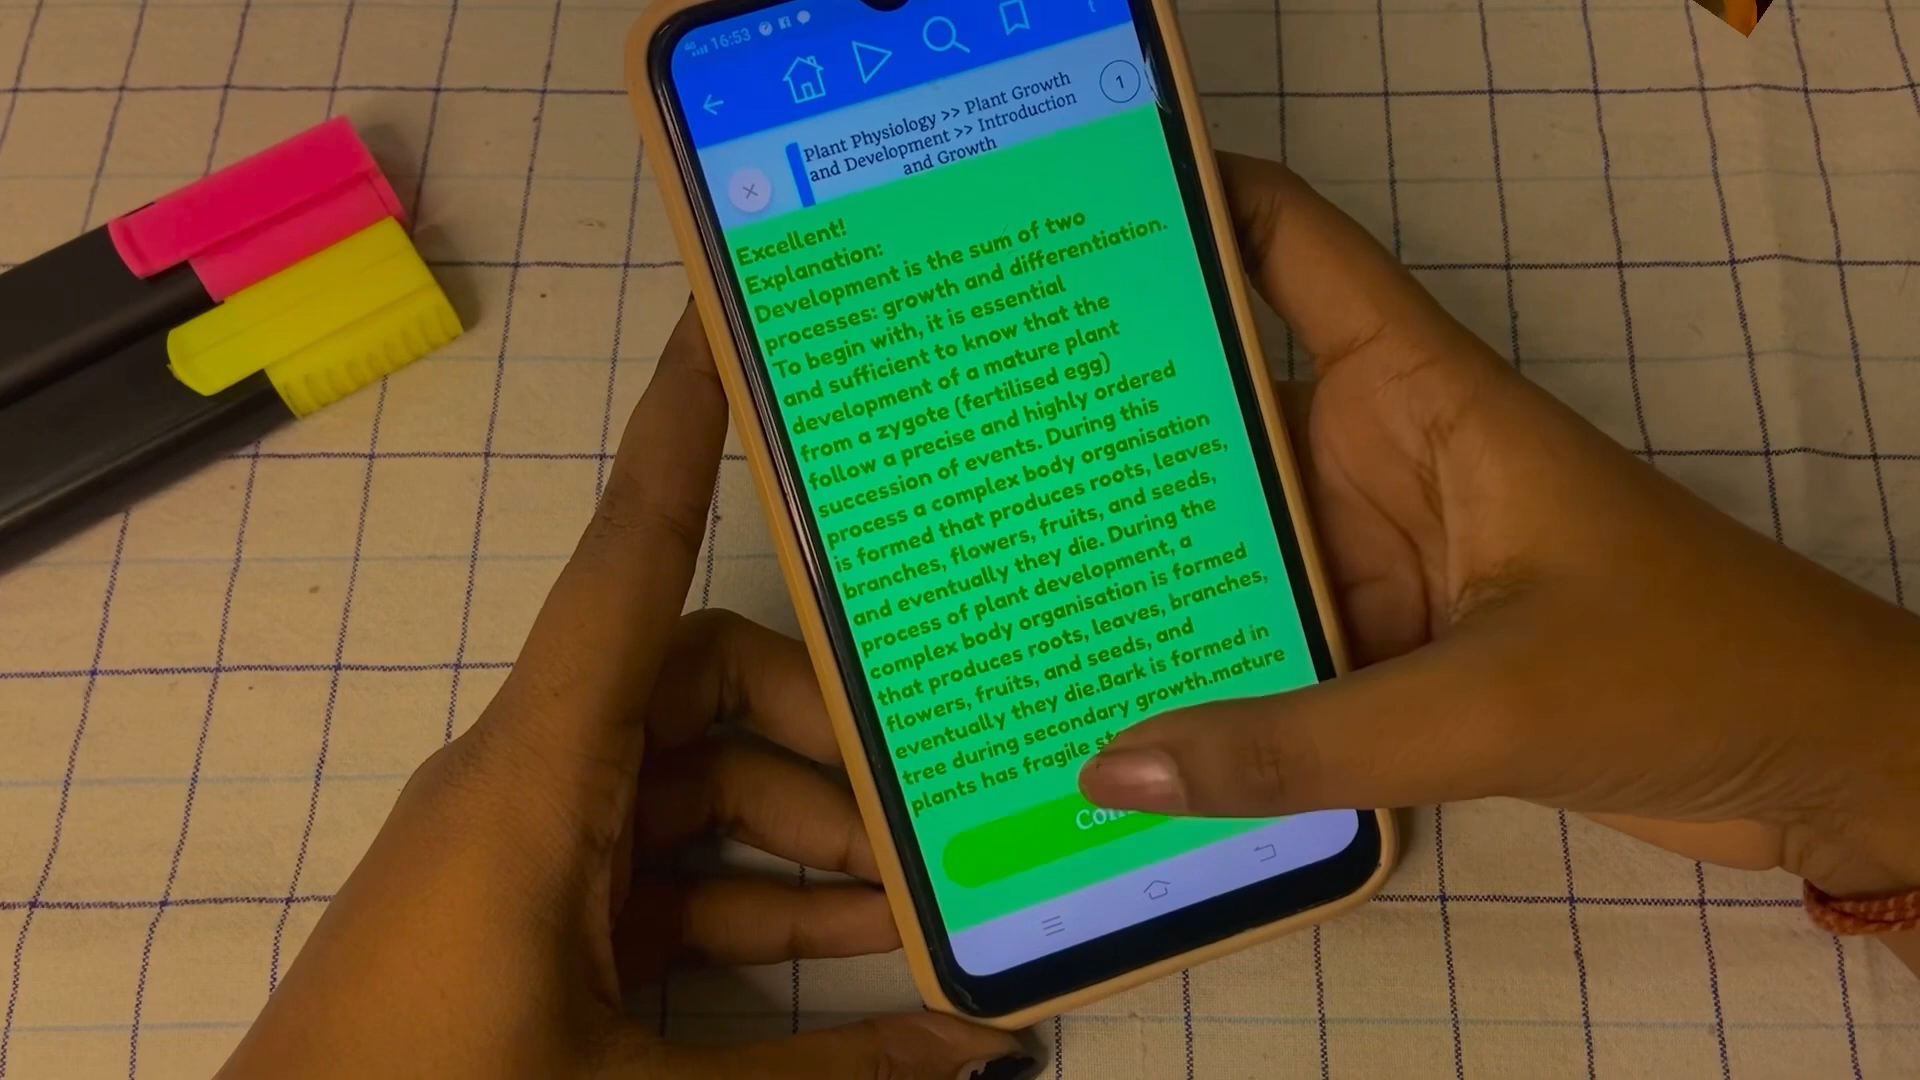 4G 16:53
Plant Physiology >> Plant Growth
and Development >> Introduction
and Growth
1
Excellent!
Explanation:
Development is the sum of two
processes: growth and differentiation.
To begin with, it is essential
and sufficient to know that the
development of a mature plant
from a zygote (fertilised egg)
follow a precise and highly ordered
succession of events. During this
process a complex body organisation
is formed that produces roots, leaves,
branches, flowers, fruits, and seeds,
and eventually they die. During the
process of plant development, a
complex body organisation is formed
that produces roots, leaves, branches,
flowers, fruits, and seeds, and
eventually they die.Bark is formed in
tree during secondary growth.mature
plants has fragile